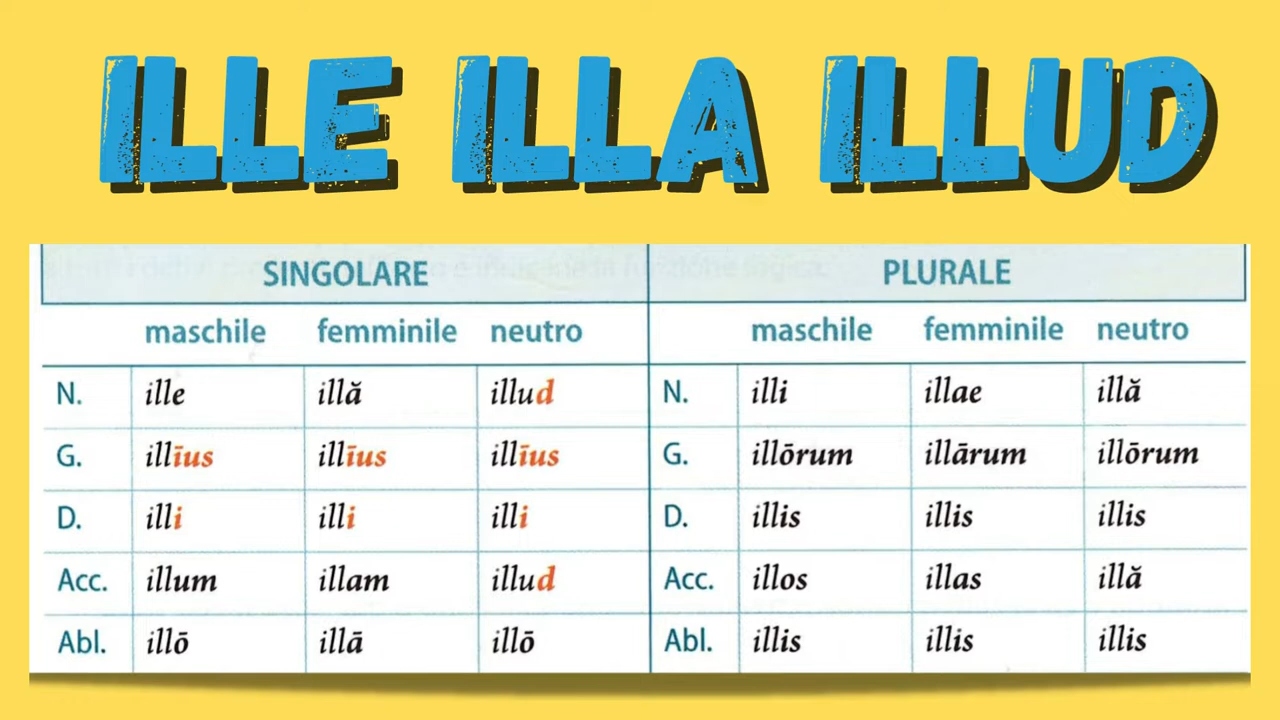 ILLE ILLA ILLUD
SINGOLARE PLURALE
maschile femminile neutro maschile femminile neutro
N. ille illă illud N. illi illae illă
G. illīus illīus illīus G. illōrum illārum illōrum
D. illi illi illi D. illis illis illis
Acc. illum illam illud Acc. illos illas illă
Abl. illō illā illō Abl. illis illis illis